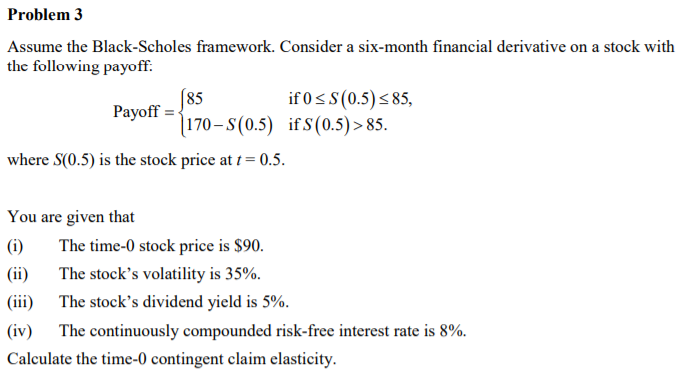 Problem 3
Assume the Black-Scholes framework. Consider a six-month financial derivative on a stock with
the following payoff:
Payoff = { 85 if 0 ≤ S(0.5) ≤ 85,
170 – S(0.5) if S(0.5) > 85.
where S(0.5) is the stock price at t = 0.5.
You are given that
(i) The time-0 stock price is $90.
(ii) The stock's volatility is 35%.
(iii) The stock's dividend yield is 5%.
(iv) The continuously compounded risk-free interest rate is 8%.
Calculate the time-0 contingent claim elasticity.